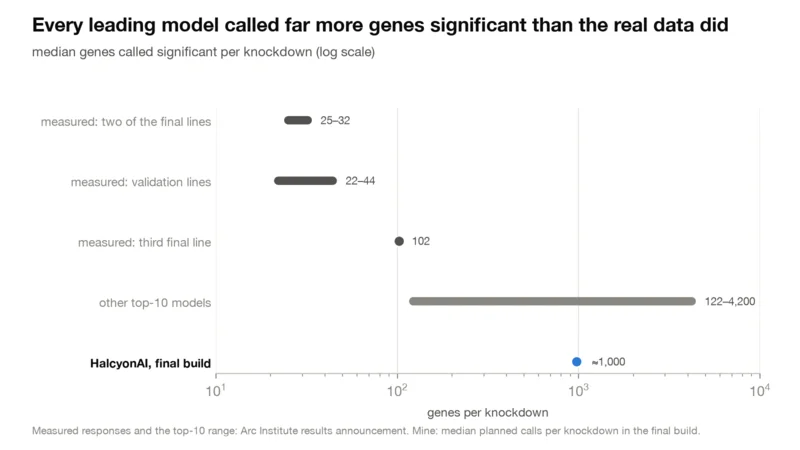 Every leading model called far more genes significant than the real data did
median genes called significant per knockdown (log scale)
measured: two of the final lines
25–32
measured: validation lines
22–44
measured: third final line
102
other top-10 models
122–4,200
HalcyonAI, final build
≈1,000
10¹ 10² 10³ 10⁴
genes per knockdown
Measured responses and the top-10 range: Arc Institute results announcement. Mine: median planned calls per knockdown in the final build.